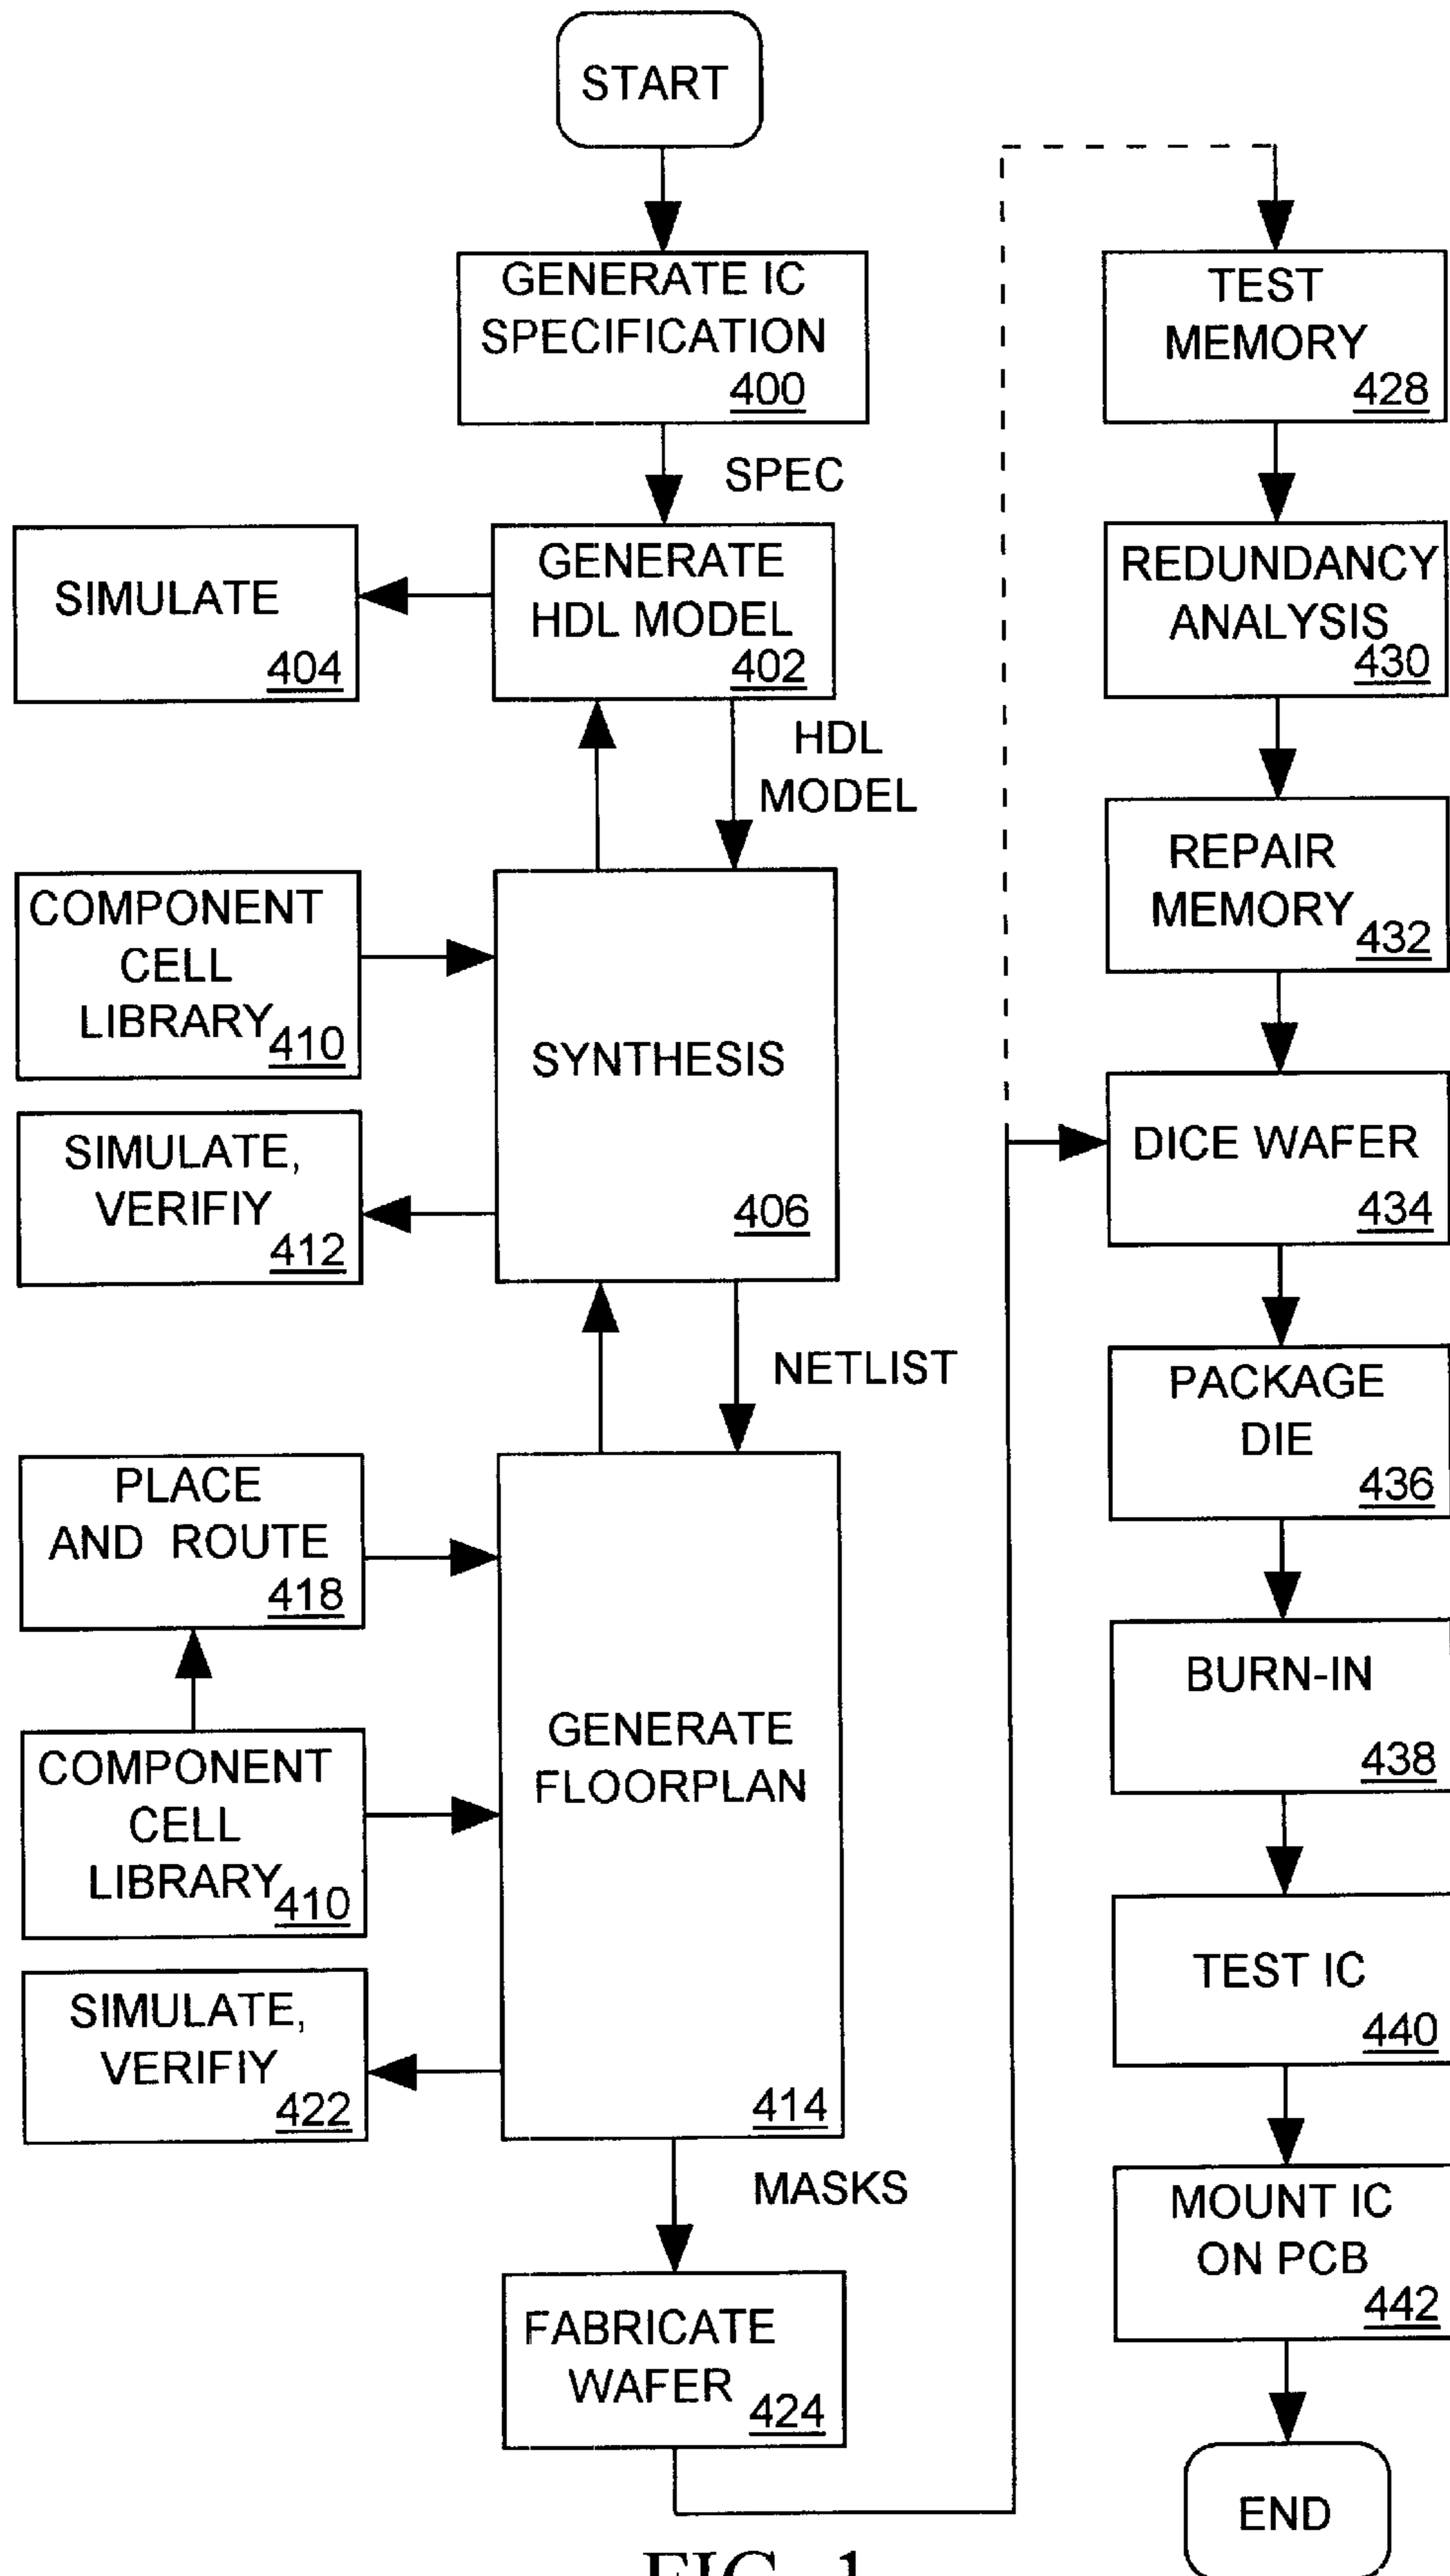 START
GENERATE IC
SPECIFICATION
400
SPEC
GENERATE
HDL MODEL
402
SIMULATE
404
HDL
MODEL
COMPONENT
CELL
LIBRARY
410
SYNTHESIS
406
SIMULATE,
VERIFIY
412
NETLIST
PLACE
AND ROUTE
418
COMPONENT
CELL
LIBRARY
410
GENERATE
FLOORPLAN
414
SIMULATE,
VERIFIY
422
MASKS
FABRICATE
WAFER
424
TEST
MEMORY
428
REDUNDANCY
ANALYSIS
430
REPAIR
MEMORY
432
DICE WAFER
434
PACKAGE
DIE
436
BURN-IN
438
TEST IC
440
MOUNT IC
ON PCB
442
END
FIG. 1